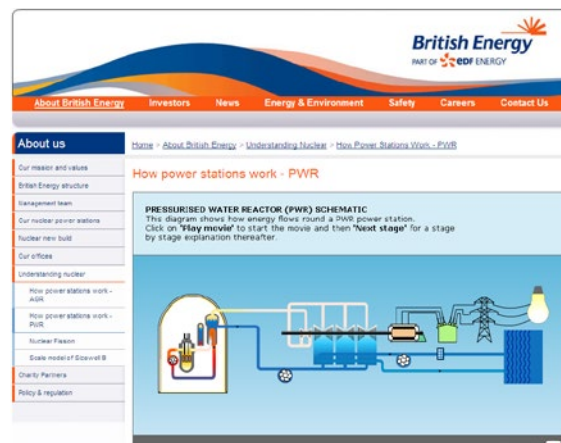 British Energy
PART OF EDF ENERGY
About British Energy Investors News Energy & Environment Safety Careers Contact Us
About us
Home > About British Energy > Understanding Nuclear > How Power Stations Work - PWR
Our mission and values
British Energy structure
Management team
Our nuclear power stations
Nuclear new build
Our offices
Understanding nuclear
How power stations work -
AGR
How power stations work -
PWR
Nuclear Fission
Scale model of Sizewell B
Charity Partners
Policy & regulation
How power stations work - PWR
PRESSURISED WATER REACTOR (PWR) SCHEMATIC
This diagram shows how energy flows round a PWR power station.
Click on "Play movie" to start the movie and then "Next stage" for a stage
by stage explanation thereafter.